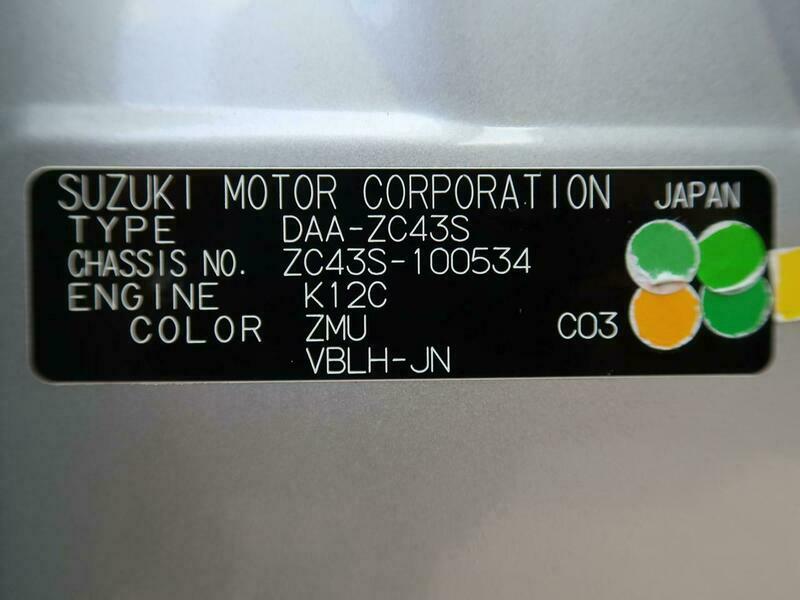 SUZUKI MOTOR CORPORATION JAPAN
TYPE DAA-ZC43S
CHASSIS NO. ZC43S-100534
ENGINE K12C
COLOR ZMU C03
VBLH-JN